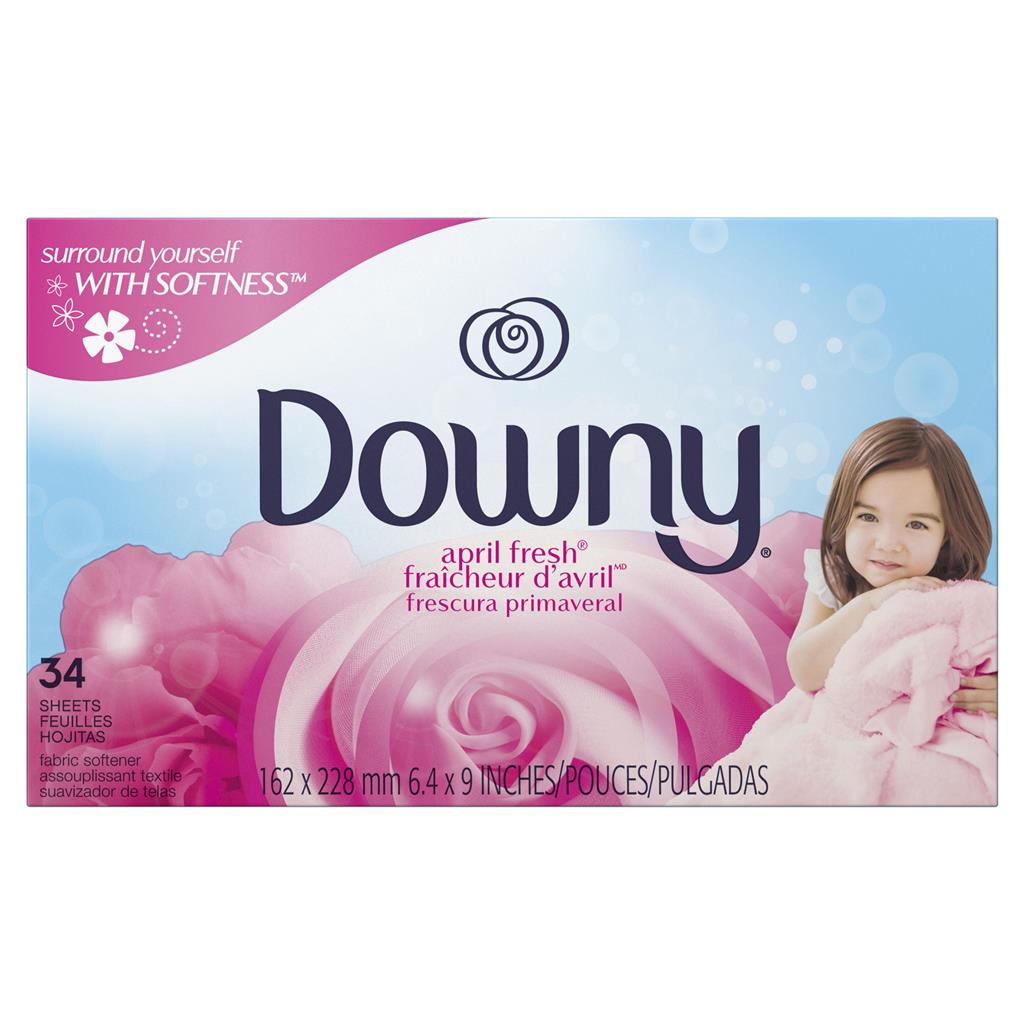 surround yourself
WITH SOFTNESS™
Downy®
april fresh®
fraîcheur d'avril MD
frescura primaveral
34
SHEETS
FEUILLES
HOJITAS
fabric softener
assouplissant textile
suavizador de telas
162 x 228 mm 6.4 x 9 INCHES/POUCES/PULGADAS